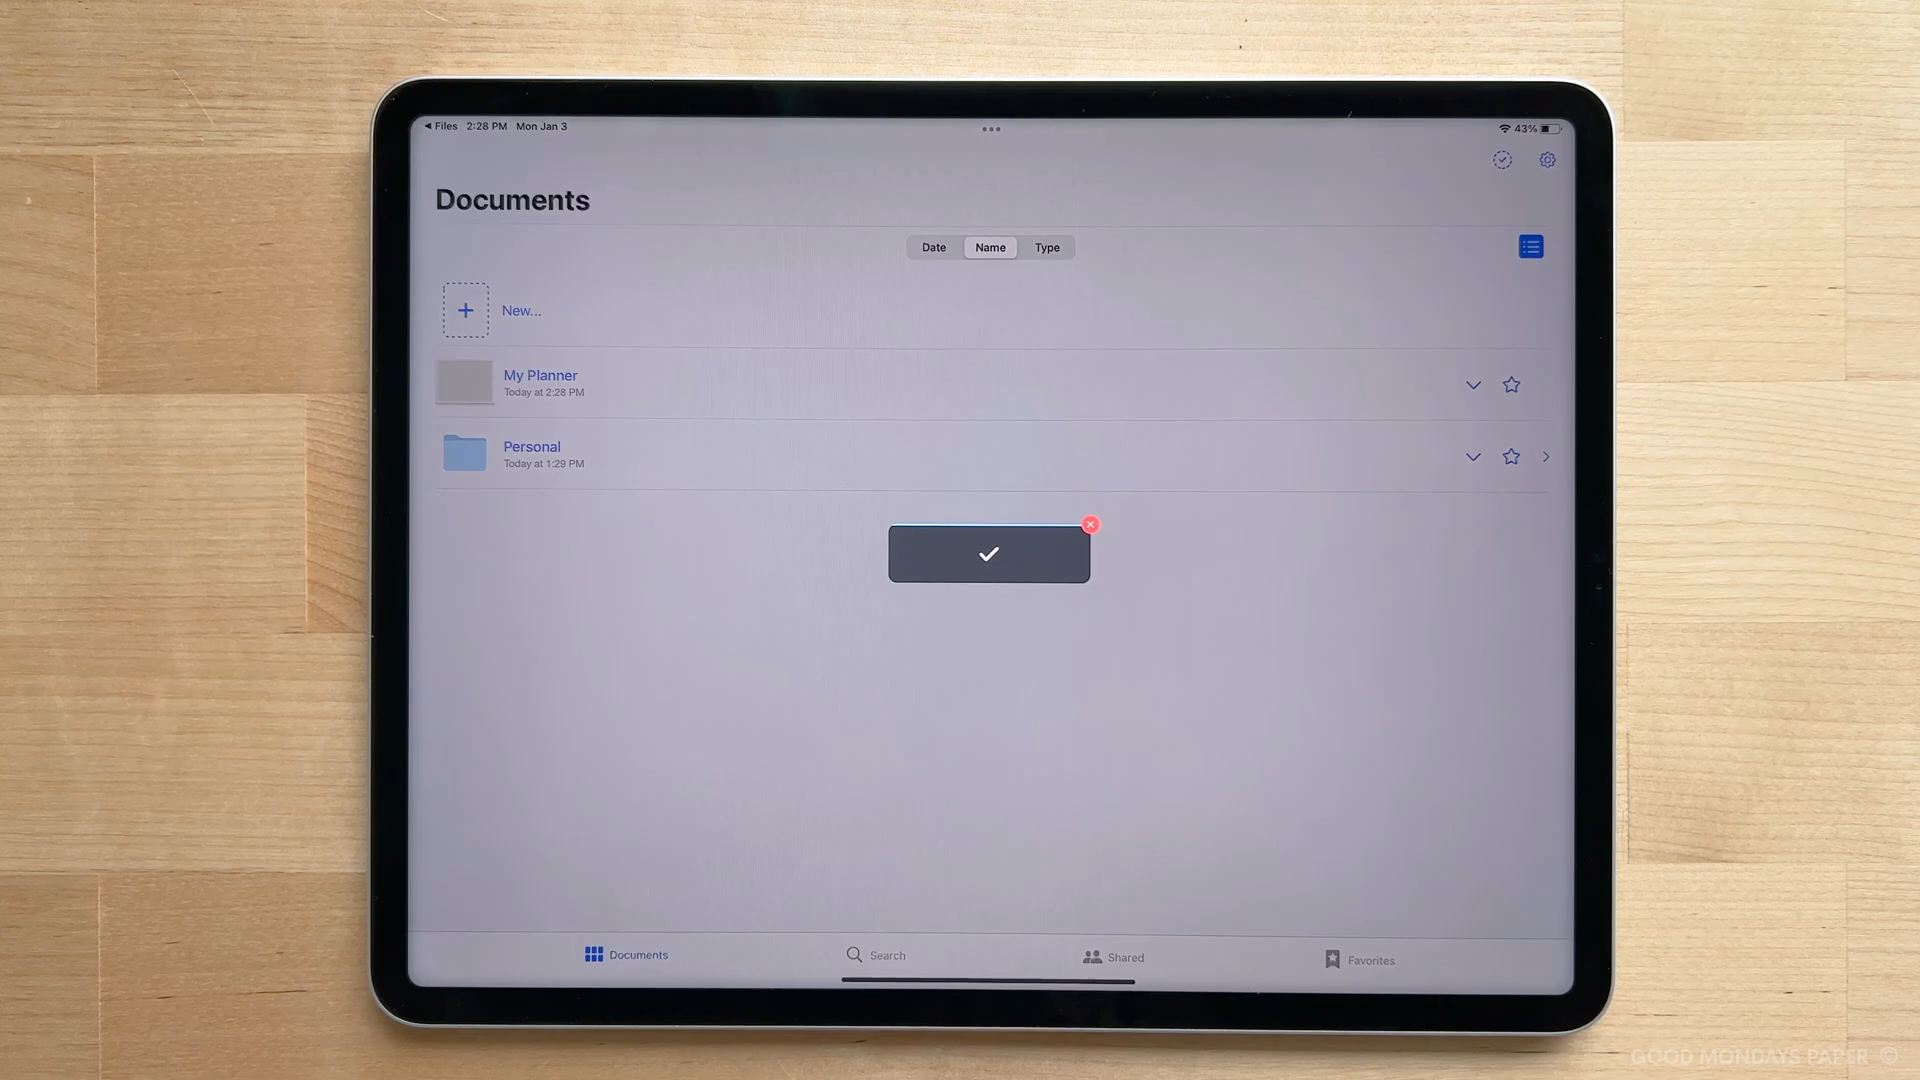 ◀ Files 2:28 PM Mon Jan 3
43%
Documents
Date Name Type
New...
My Planner
Today at 2:28 PM
Personal
Today at 1:29 PM
Documents Search Shared Favorites
GOOD MONDAYS PAPER ©